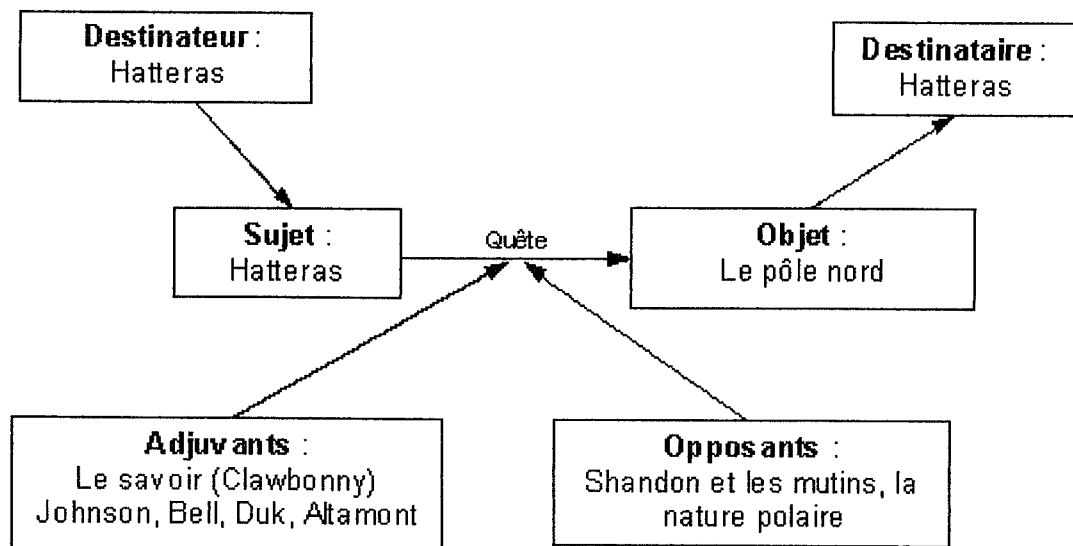 Destinateur :
Hatteras
Destinataire :
Hatteras
Sujet :
Hatteras
Quête
Objet :
Le pôle nord
Adjuvants :
Le savoir (Clawbonny)
Johnson, Bell, Duk, Altamont
Opposants :
Shandon et les mutins, la
nature polaire